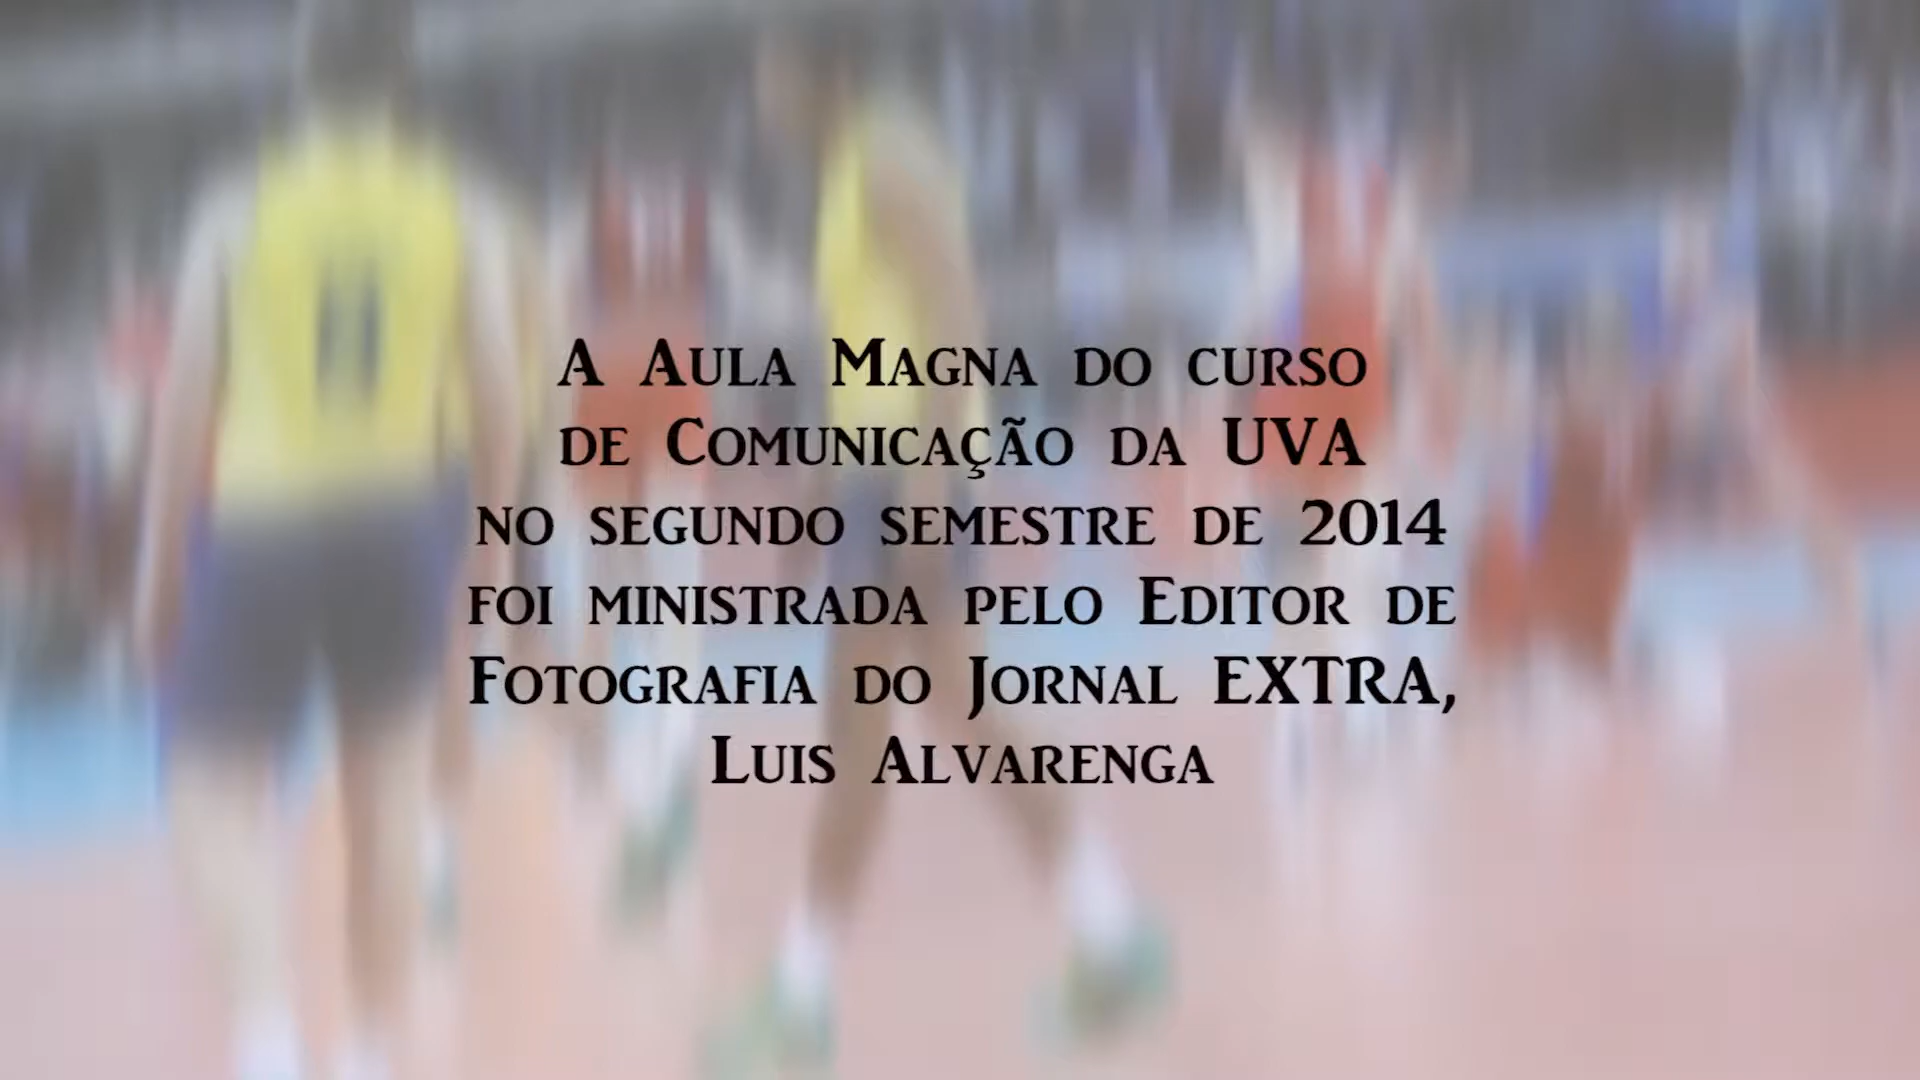 A Aula Magna do curso
de Comunicação da UVA
no segundo semestre de 2014
foi ministrada pelo Editor de
Fotografia do Jornal EXTRA,
Luis Alvarenga